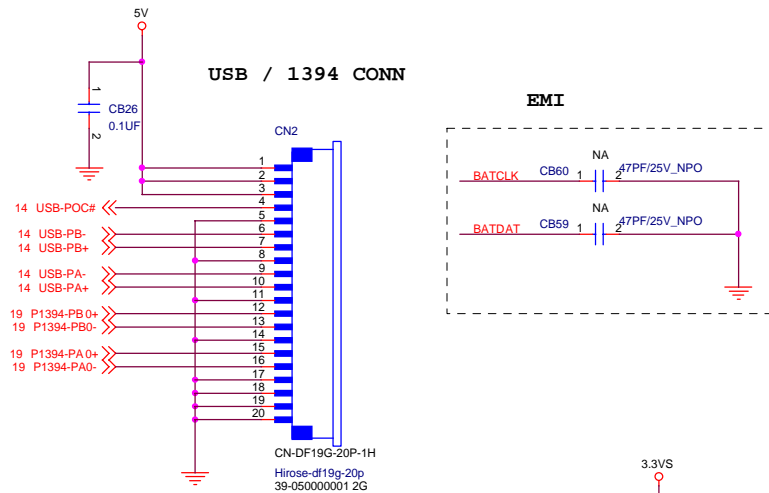 5V
USB / 1394 CONN
1
CB26
0.1UF
2
CN2
1
2
3
4
14 USB-POC#
5
6
14 USB-PB-
7
14 USB-PB+
8
9
14 USB-PA-
10
14 USB-PA+
11
12
19 P1394-PB0+
13
19 P1394-PB0-
14
15
19 P1394-PA0+
16
19 P1394-PA0-
17
18
19
20
CN-DF19G-20P-1H
Hirose-df19g-20p
39-050000001 2G
EMI
NA
BATCLK CB60 1 2 47PF/25V_NPO
NA
BATDAT CB59 1 2 47PF/25V_NPO
3.3VS